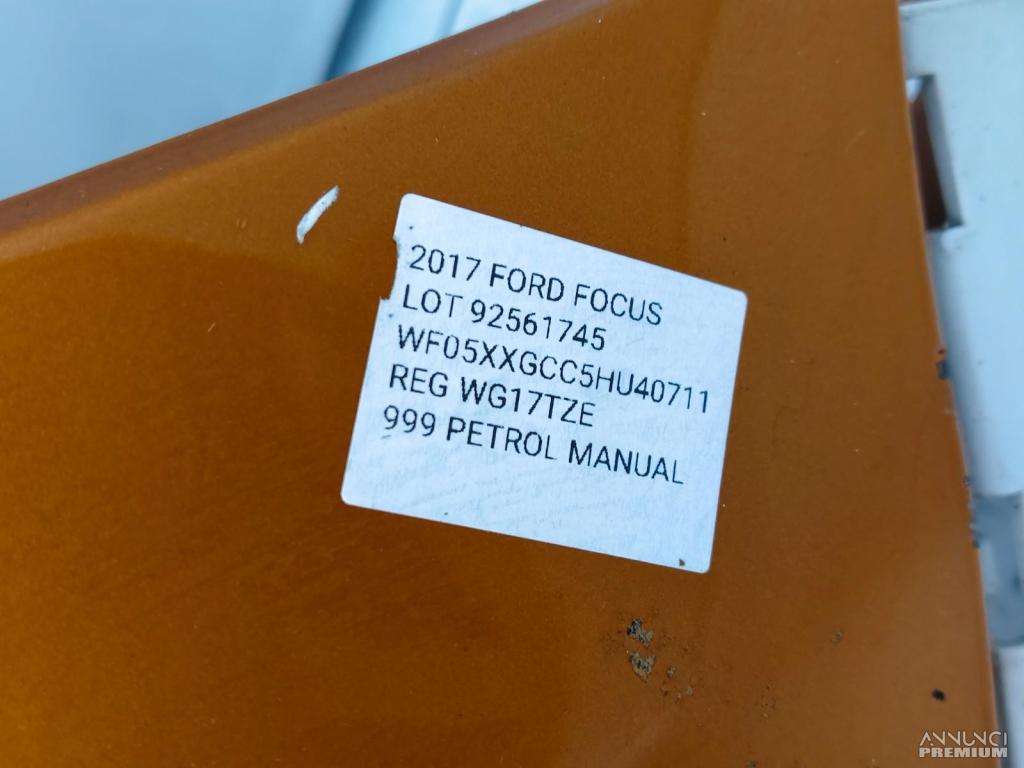 2017 FORD FOCUS
LOT 92561745
WF05XXGCC5HU40711
REG WG17TZE
999 PETROL MANUAL
ANNUNCI
PREMIUM